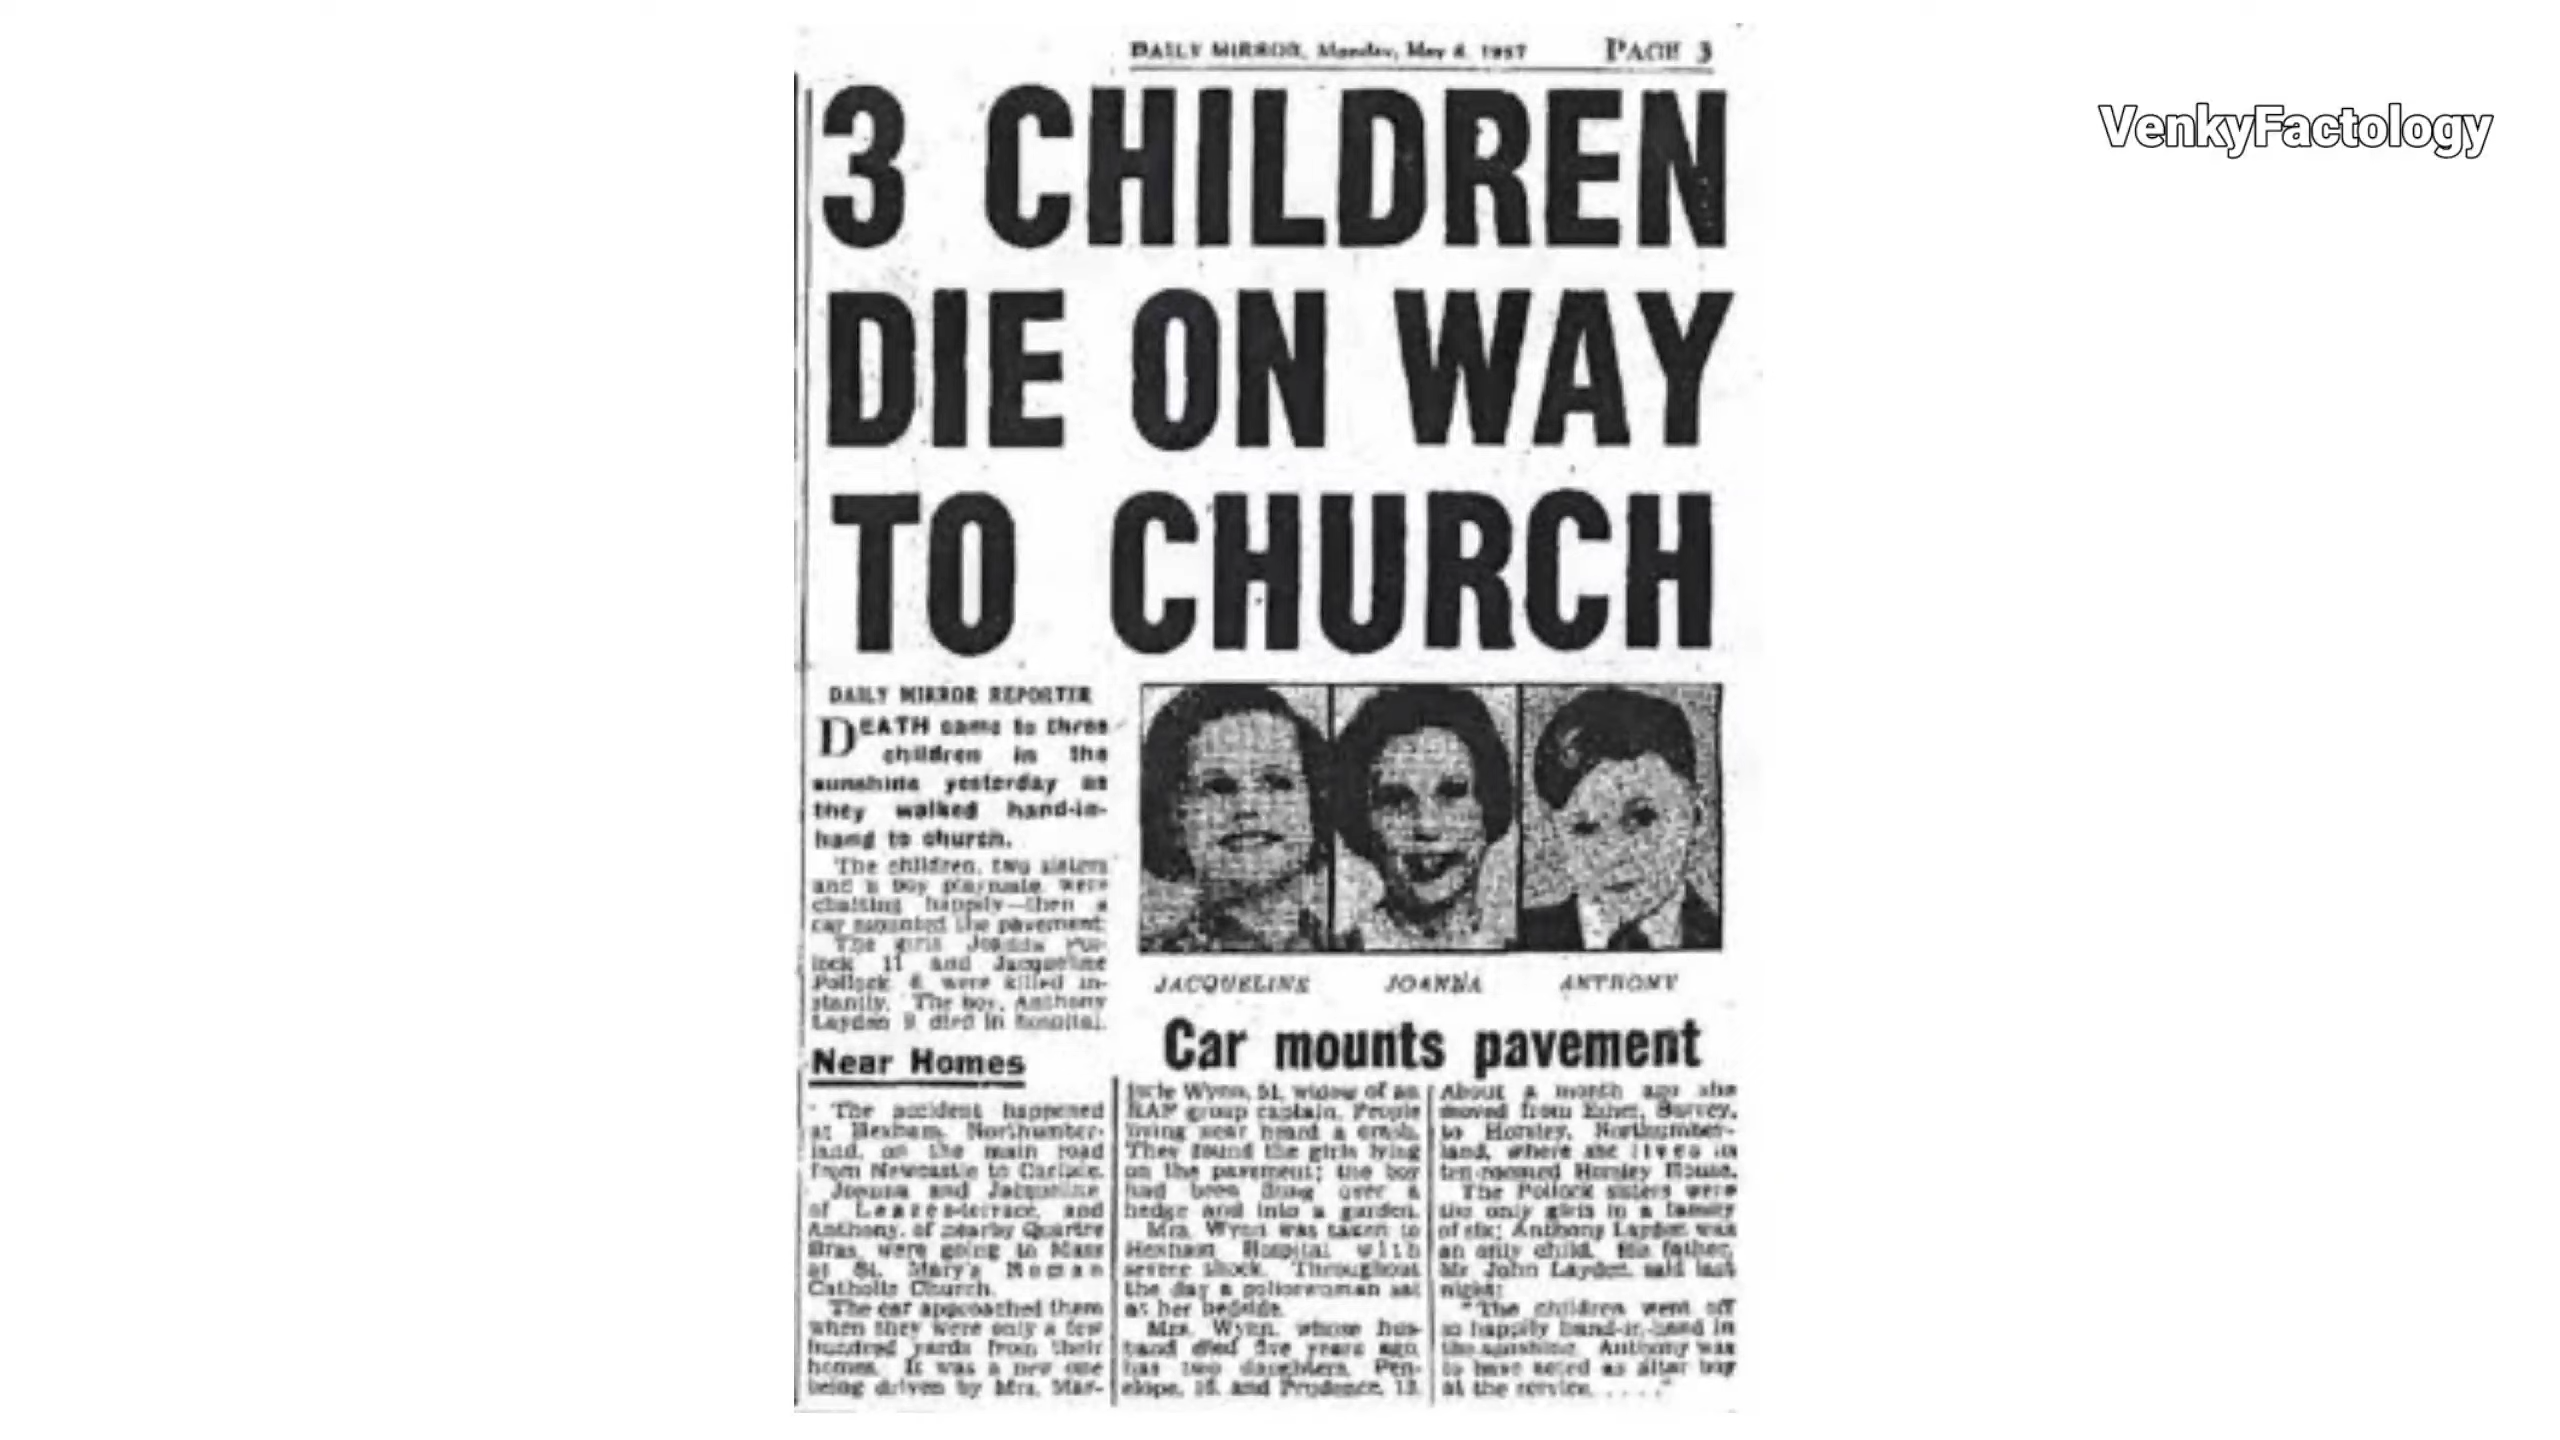 DAILY MIRROR, Monday, May 6, 1957 PAGE 3
VenkyFactology
3 CHILDREN
DIE ON WAY
TO CHURCH
DAILY MIRROR REPORTER
DEATH came to three
children in the
sunshine yesterday as
they walked hand-in-
hand to church.
The children, two sisters
and a boy playmate, were
chatting happily—then a
car mounted the pavement.
The girls Joanna Pol-
lock 11 and Jacqueline
Pollock 6 were killed in-
stantly. The boy, Anthony
Layden 9 died in hospital.
Near Homes
The accident happened
at Hexham, Northumber-
land, on the main road
from Newcastle to Carlisle.
Joanna and Jacqueline
of Leazes-terrace, and
Anthony, of nearby Quartre
Bras, were going to Mass
at St. Mary's Roman
Catholic Church.
The car approached them
when they were only a few
hundred yards from their
homes. It was a new one
being driven by Mrs. Mar-
JACQUELINE JOANNA ANTHONY
Car mounts pavement
jorie Wynn, 51, widow of an
RAF group captain. People
living near heard a crash.
They found the girls lying
on the pavement; the boy
had been flung over a
hedge and into a garden.
Mrs. Wynn was taken to
Hexham Hospital with
severe shock. Throughout
the day a policewoman sat
at her bedside.
Mrs. Wynn, whose hus-
band died five years ago,
has two daughters, Pen-
elope, 16, and Prudence, 13.
About a month ago she
moved from Esher, Surrey,
to Horsley, Northumber-
land, where she lives in
ten-roomed Horsley House.
The Pollock sisters were
the only girls in a family
of six; Anthony Layden was
an only child. His father,
Mr John Layden, said last
night:
"The children went off
so happily hand-in-hand in
the sunshine. Anthony was
to have acted as altar boy
at the service. . . . ."